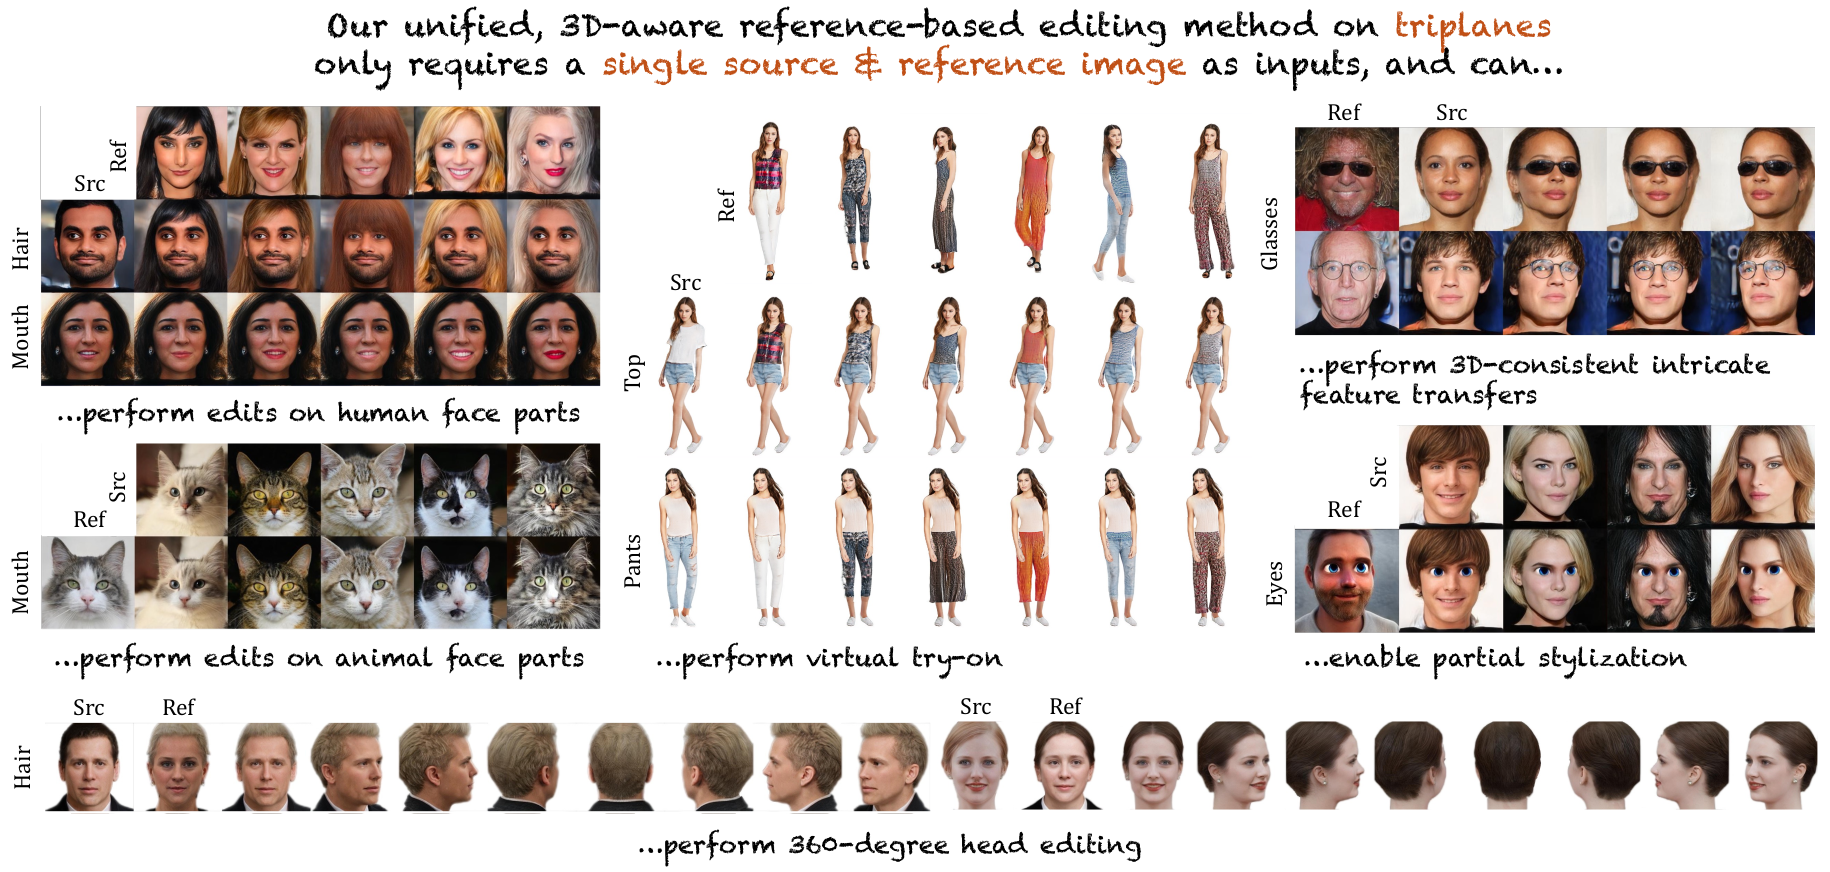 Our unified, 3D-aware reference-based editing method on triplanes
only requires a single source & reference image as inputs, and can...
Ref
Src
Hair
Mouth
...perform edits on human face parts
Src
Ref
Mouth
...perform edits on animal face parts
Ref
Src
Top
Pants
...perform virtual try-on
Ref Src
Glasses
...perform 3D-consistent intricate
feature transfers
Src
Ref
Eyes
...enable partial stylization
Src Ref Src Ref
Hair
...perform 360-degree head editing